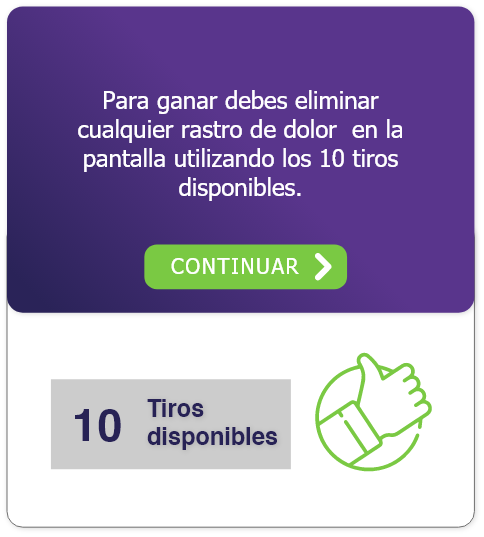 Para ganar debes eliminar
cualquier rastro de dolor en la
pantalla utilizando los 10 tiros
disponibles.
CONTINUAR
10 Tiros
disponibles